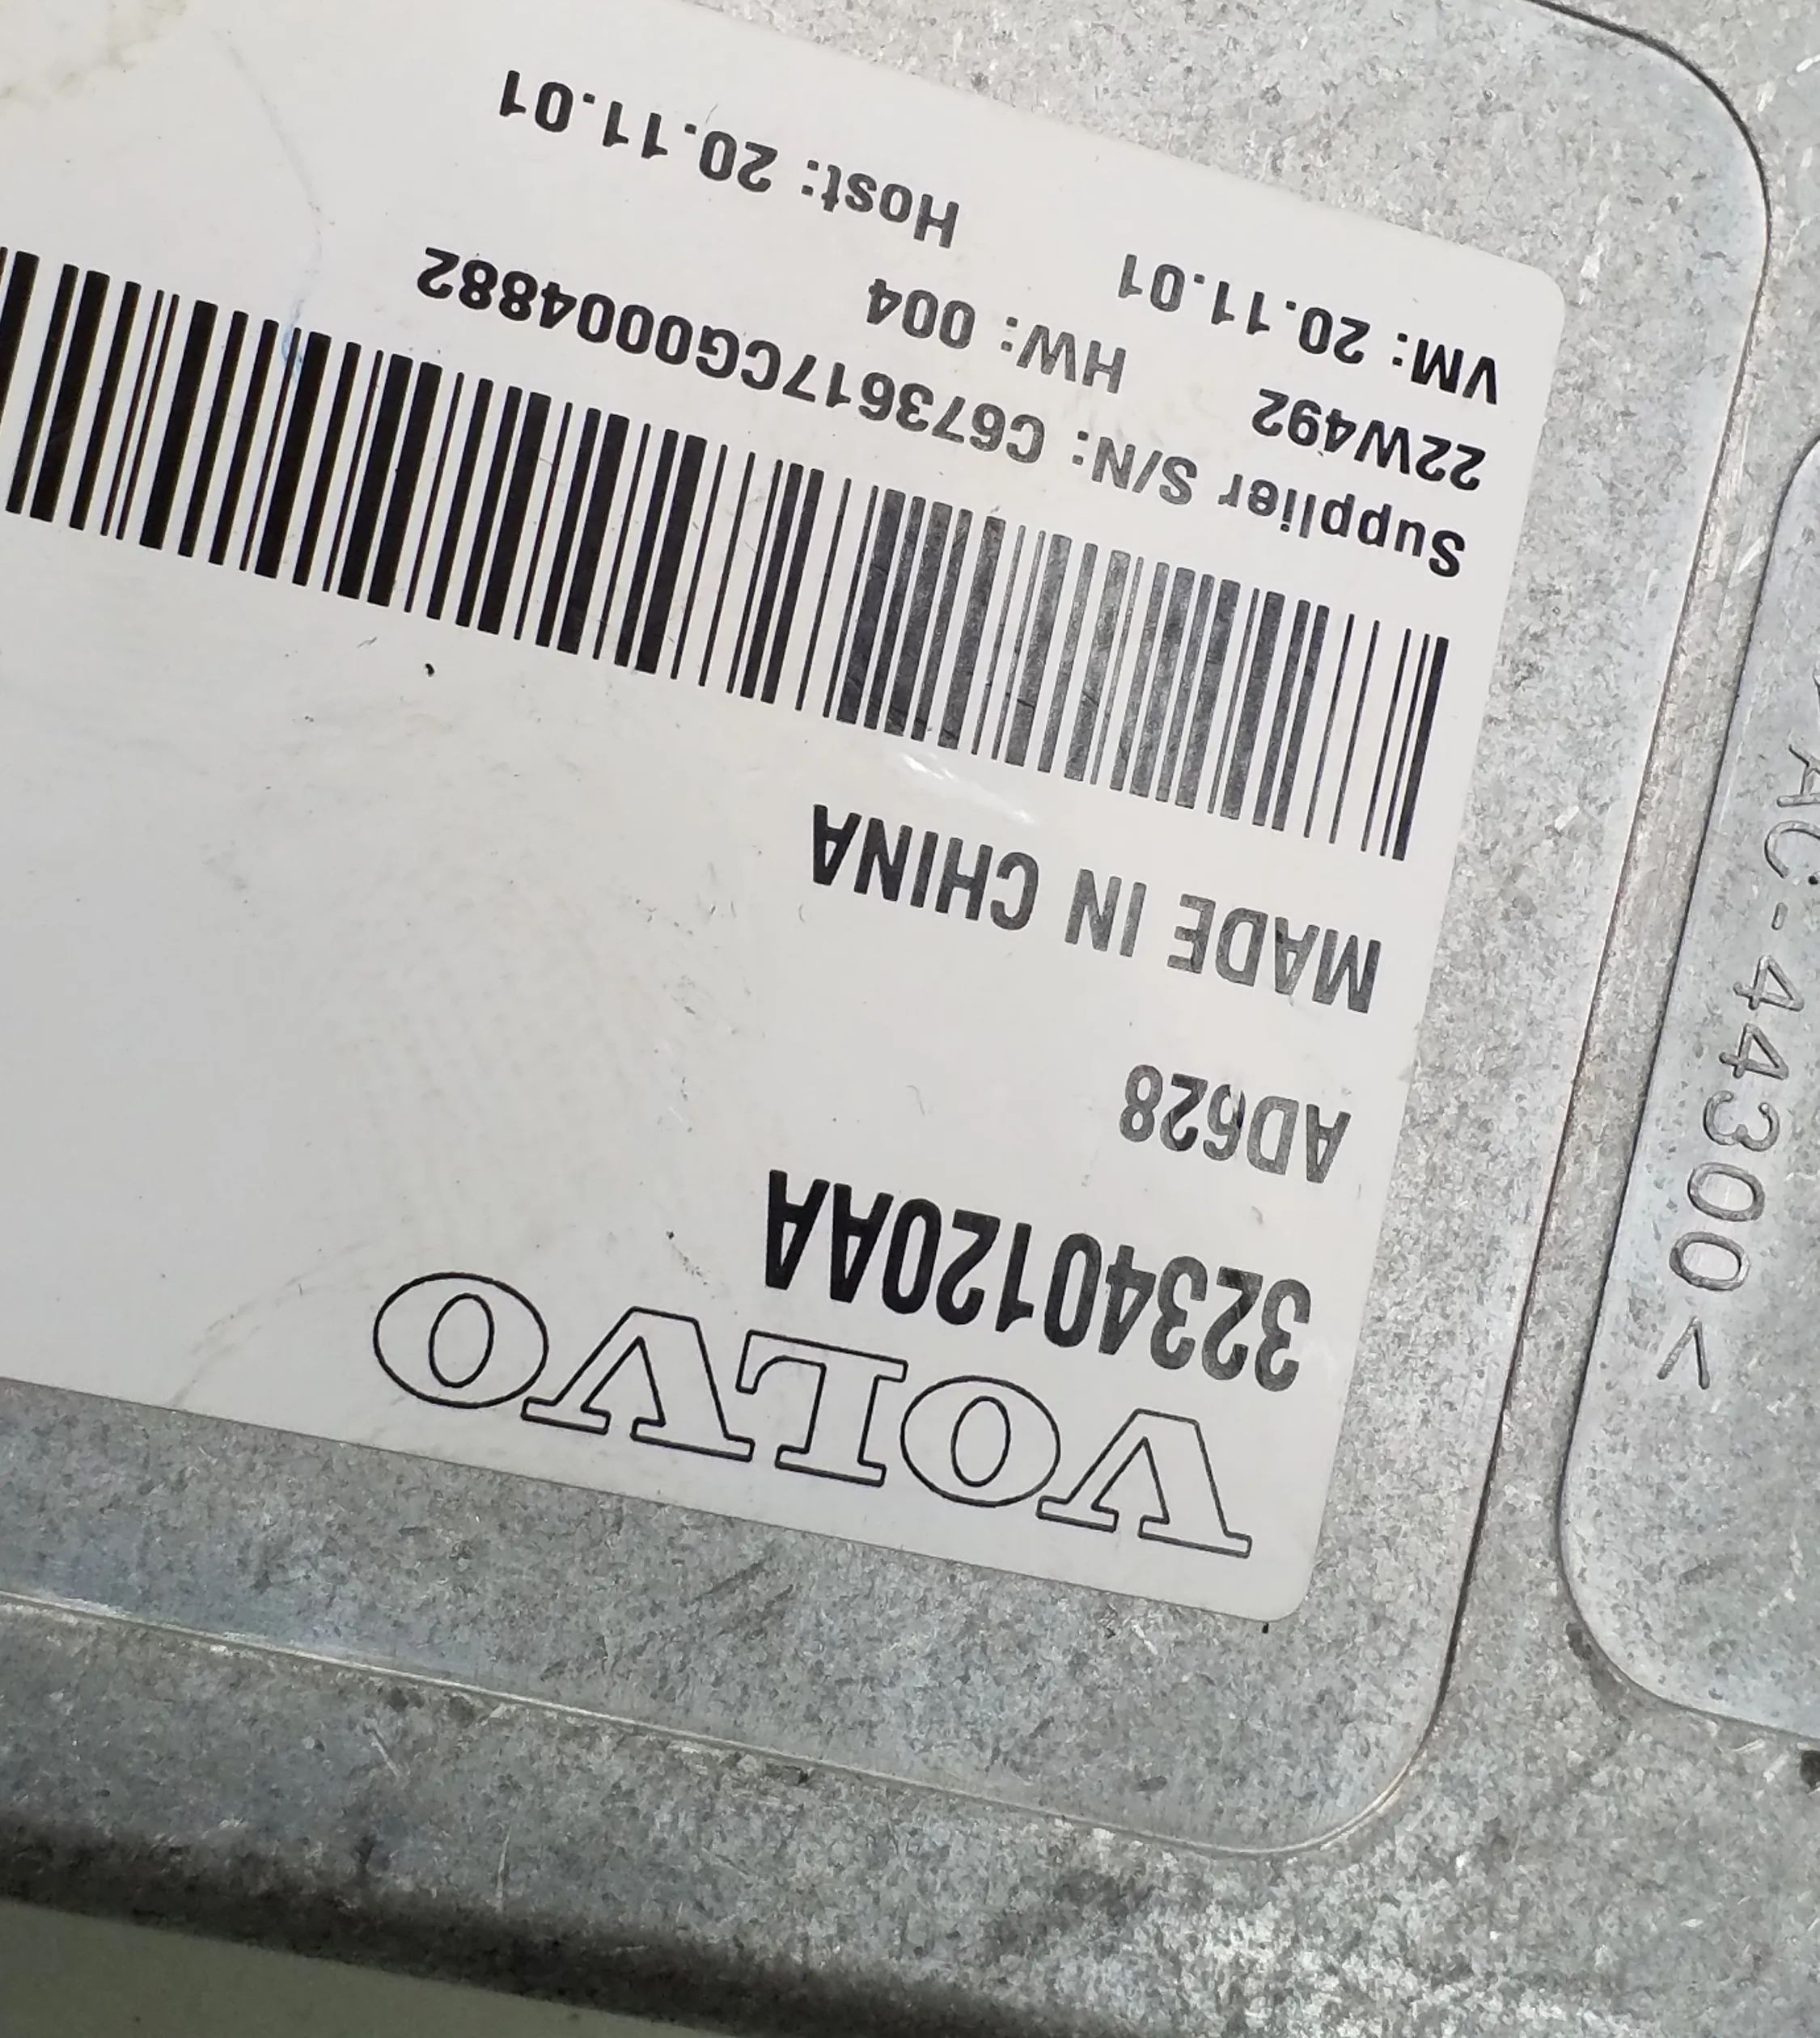 VOLVO
32340120AA
AD628
MADE IN CHINA
Supplier S/N: C673617CG0004882
22W492 HW: 004
VM: 20.11.01 Host: 20.11.01
AC-44300<